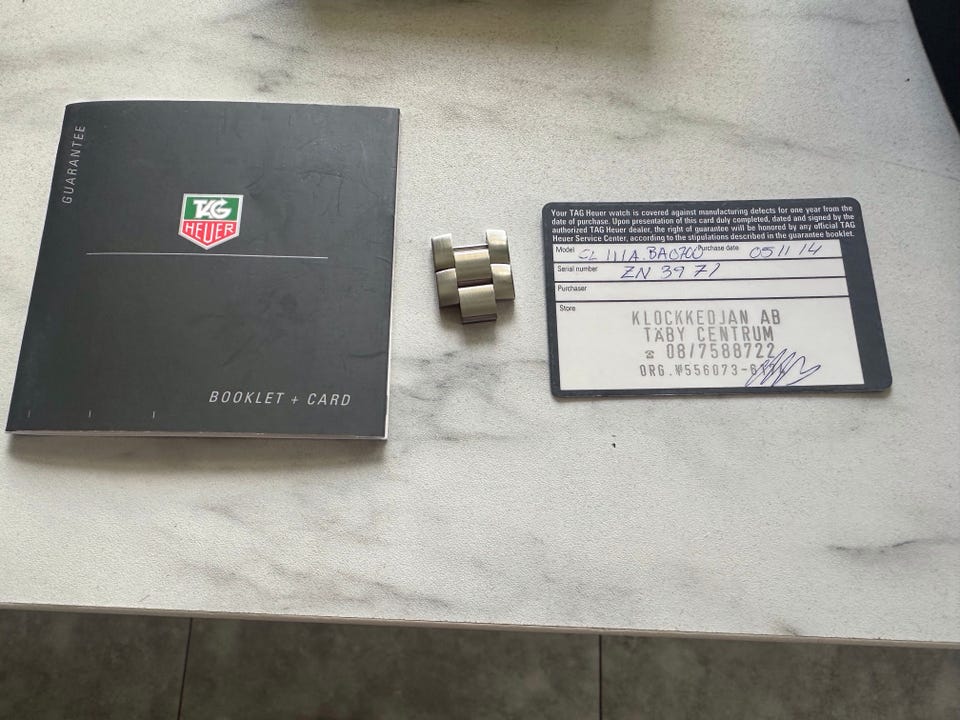 GUARANTEE
TAG
HEUER
BOOKLET + CARD
Your TAG Heuer watch is covered against manufacturing defects for one year from the
date of purchase. Upon presentation of this card duly completed, dated and signed by the
authorized TAG Heuer dealer, the right of guarantee will be honored by any official TAG
Heuer Service Center, according to the stipulations described in the guarantee booklet.
Model CL 111A.BA0700 Purchase date 05 11 14
Serial number ZN 3977
Purchaser
Store
KLOCKKEDJAN AB
TÄBY CENTRUM
☎ 08/7588722